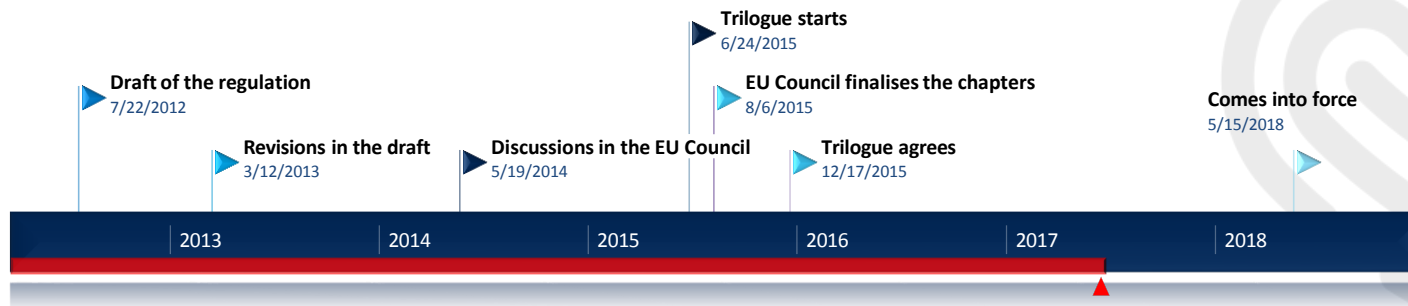 Trilogue starts
6/24/2015
Draft of the regulation
7/22/2012
EU Council finalises the chapters
8/6/2015
Comes into force
5/15/2018
Revisions in the draft
3/12/2013
Discussions in the EU Council
5/19/2014
Trilogue agrees
12/17/2015
2013
2014
2015
2016
2017
2018